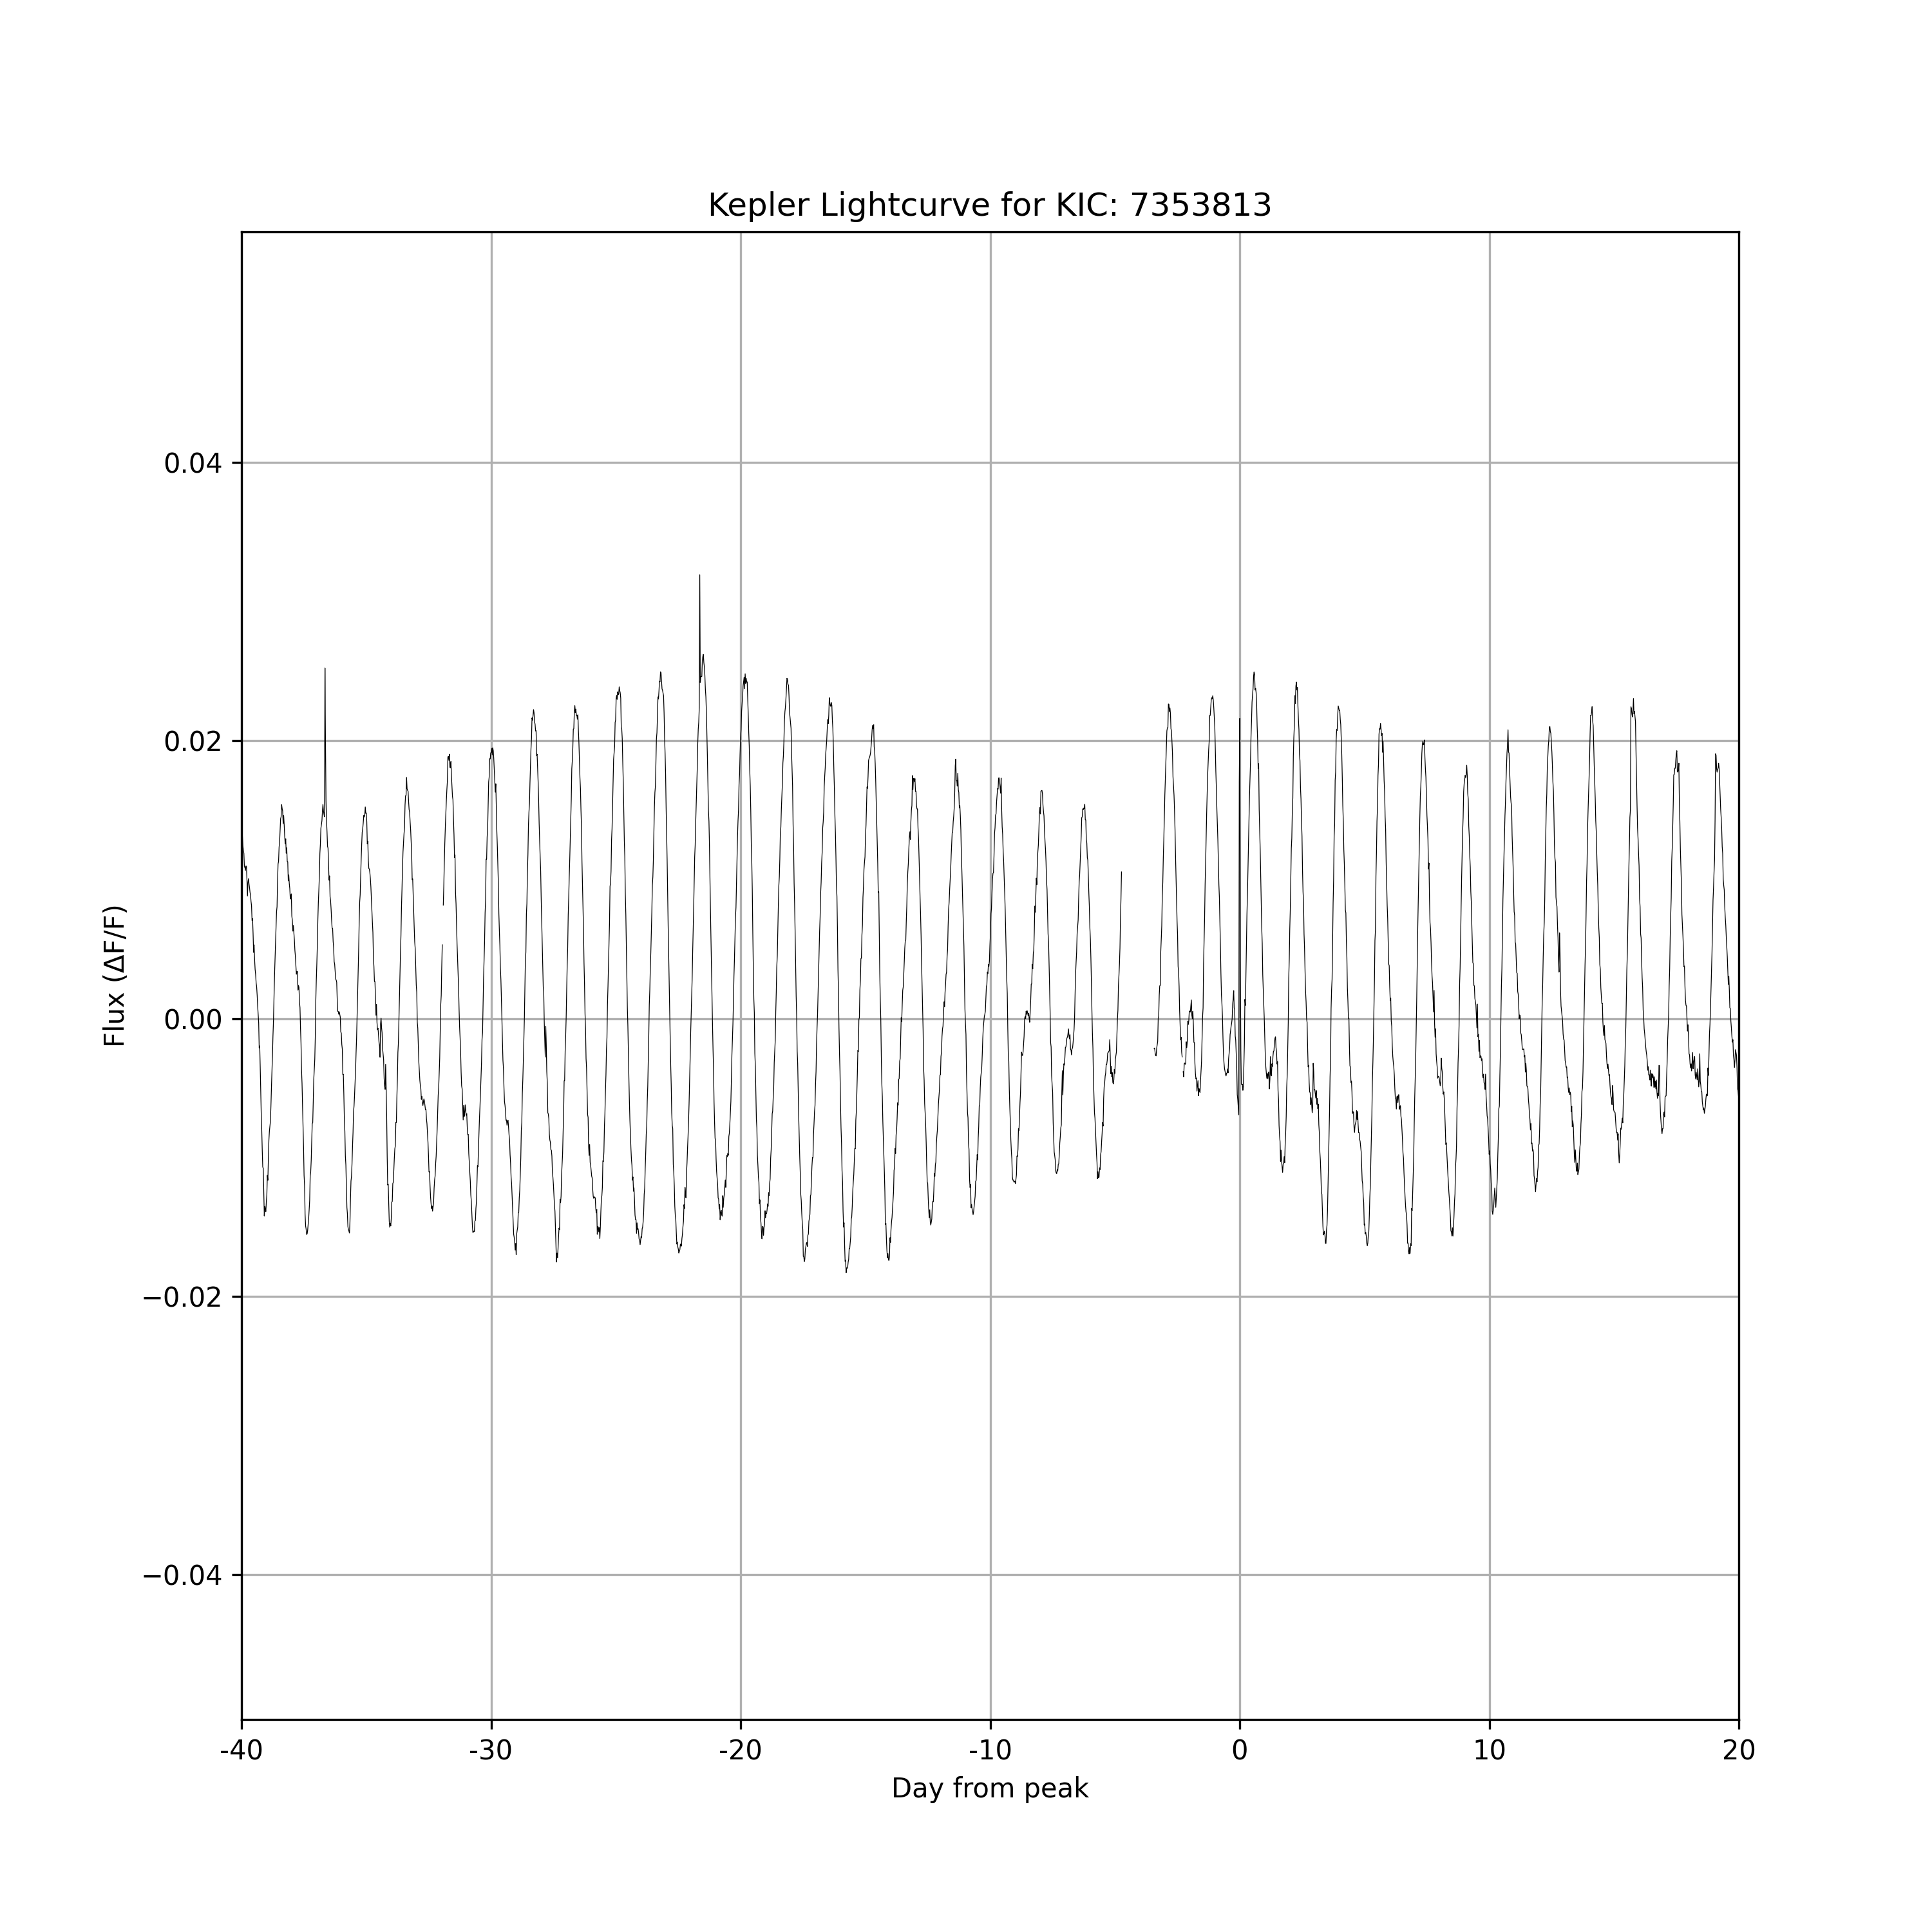 Kepler Lightcurve for KIC: 7353813
Flux (ΔF/F)
0.04
0.02
0.00
−0.02
−0.04
-40 -30 -20 -10 0 10 20
Day from peak